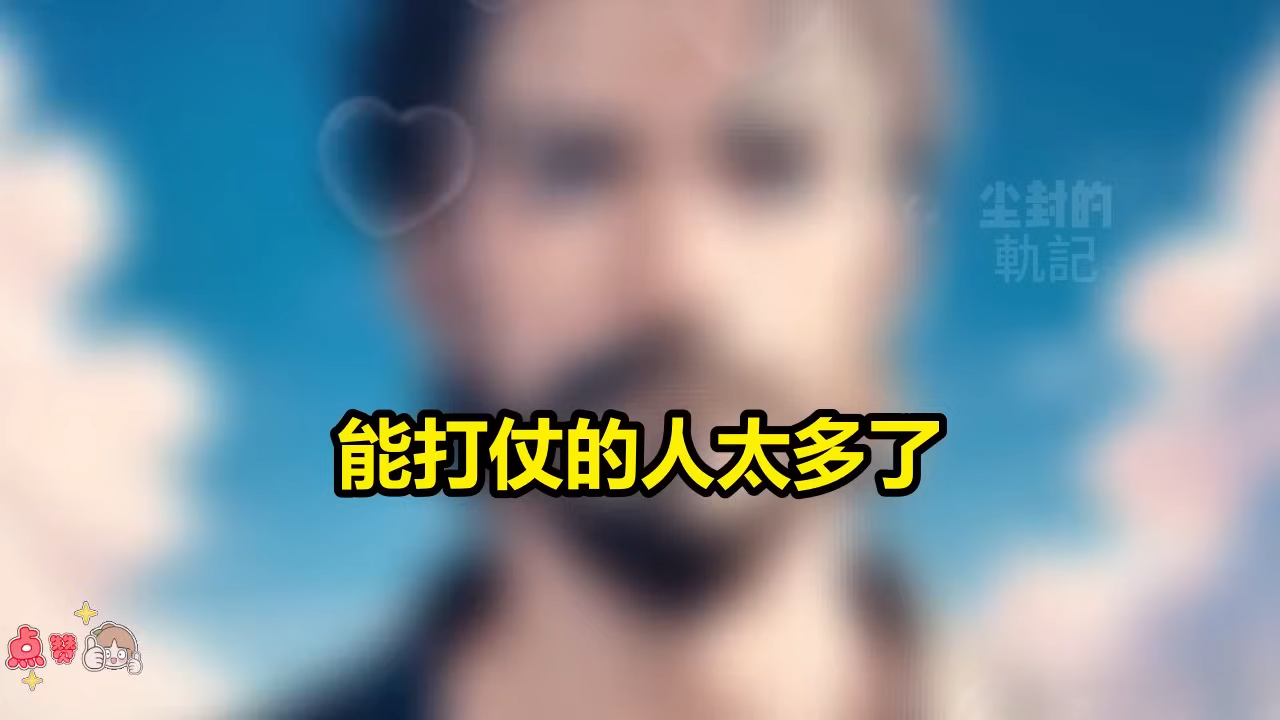 尘封的
軌記
能打仗的人太多了
点赞